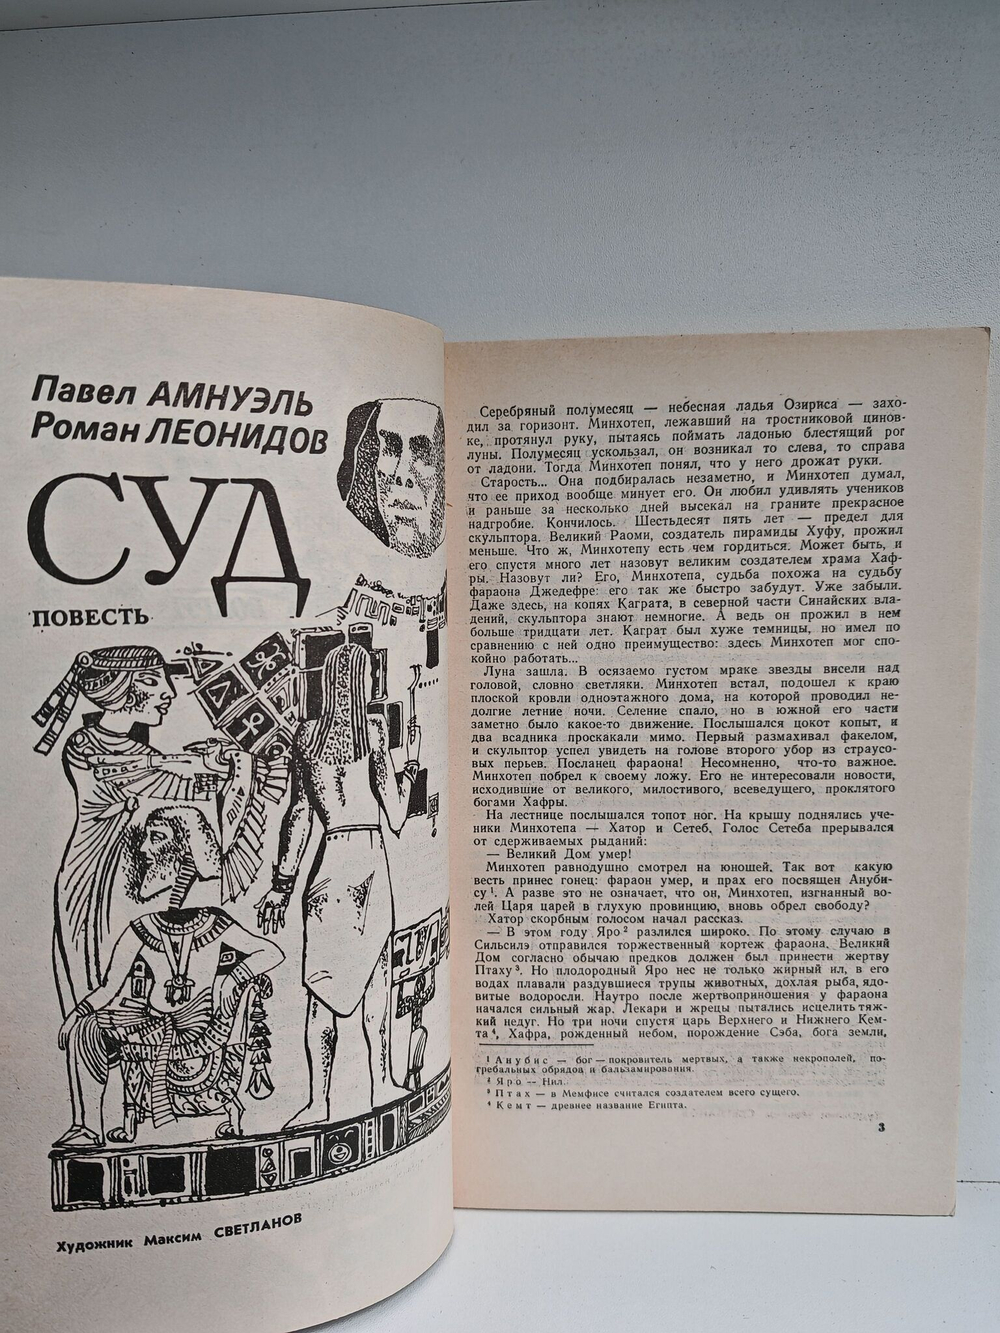 Павел АМНУЭЛЬ
Роман ЛЕОНИДОВ
СУД
ПОВЕСТЬ
Художник Максим СВЕТЛАНОВ
Серебряный полумесяц — небесная ладья Озириса — захо-
дил за горизонт. Минхотеп, лежавший на тростниковой цинов-
ке, протянул руку, пытаясь поймать ладонью блестящий рог
луны. Полумесяц ускользал, он возникал то слева, то справа
от ладони. Тогда Минхотеп понял, что у него дрожат руки.
Старость... Она подбиралась незаметно, и Минхотеп думал,
что ее приход вообще минует его. Он любил удивлять учеников
и раньше за несколько дней высекал на граните прекрасное
надгробие. Кончилось. Шестьдесят пять лет — предел для
скульптора. Великий Раоми, создатель пирамиды Хуфу, прожил
меньше. Что ж, Минхотепу есть чем гордиться. Может быть, и
его спустя много лет назовут великим создателем храма Хаф-
ры. Назовут ли? Его, Минхотепа, судьба похожа на судьбу
фараона Джедефре: его так же быстро забудут. Уже забыли.
Даже здесь, на копях Каграта, в северной части Синайских вла-
дений, скульптора знают немногие. А ведь он прожил в нем
больше тридцати лет. Каграт был хуже темницы, но имел по
сравнению с ней одно преимущество: здесь Минхотеп мог спо-
койно работать...
Луна зашла. В осязаемо густом мраке звезды висели над
головой, словно светляки. Минхотеп встал, подошел к краю
плоской кровли одноэтажного дома, на которой проводил не-
долгие летние ночи. Селение спало, но в южной его части
заметно было какое-то движение. Послышался цокот копыт, и
два всадника проскакали мимо. Первый размахивал факелом,
и скульптор успел увидеть на голове второго убор из страусо-
вых перьев. Посланец фараона! Несомненно, что-то важное.
Минхотеп побрел к своему ложу. Его не интересовали новости,
исходившие от великого, милостивого, всеведущего, проклятого
богами Хафры.
На лестнице послышался топот ног. На крышу поднялись уче-
ники Минхотепа — Хатор и Сетеб. Голос Сетеба прерывался
от сдерживаемых рыданий:
— Великий Дом умер!
Минхотеп равнодушно смотрел на юношей. Так вот какую
весть принес гонец: фараон умер, и прах его посвящен Ануби-
су¹. А разве это не означает, что он, Минхотеп, изгнанный во-
лей Царя царей в глухую провинцию, вновь обрел свободу?
Хатор скорбным голосом начал рассказ.
— В этом году Яро² разлился широко. По этому случаю в
Сильсилэ отправился торжественный кортеж фараона. Великий
Дом согласно обычаю предков должен был принести жертву
Птаху³. Но плодородный Яро нес не только жирный ил, в его
водах плавали раздувшиеся трупы животных, дохлая рыба, ядо-
витые водоросли. Наутро после жертвоприношения у фараона
начался сильный жар. Лекари и жрецы пытались исцелить тяж-
кий недуг. Но три ночи спустя царь Верхнего и Нижнего Кем-
та⁴, Хафра, рожденный небом, порождение Сэба, бога земли,
¹ Анубис — бог — покровитель мертвых, а также некрополей, по-
гребальных обрядов и бальзамирования.
² Яро — Нил.
³ Птах — в Мемфисе считался создателем всего сущего.
⁴ Кемт — древнее название Египта.
3